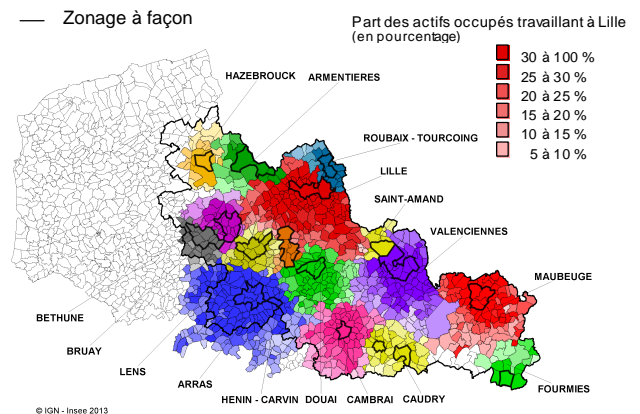 Zonage à façon
Part des actifs occupés travaillant à Lille
(en pourcentage)
30 à 100 %
25 à 30 %
20 à 25 %
15 à 20 %
10 à 15 %
5 à 10 %
HAZEBROUCK
ARMENTIERES
ROUBAIX - TOURCOING
LILLE
SAINT-AMAND
VALENCIENNES
MAUBEUGE
BETHUNE
BRUAY
LENS
ARRAS
HENIN - CARVIN
DOUAI
CAMBRAI
CAUDRY
FOURMIES
© IGN - Insee 2013